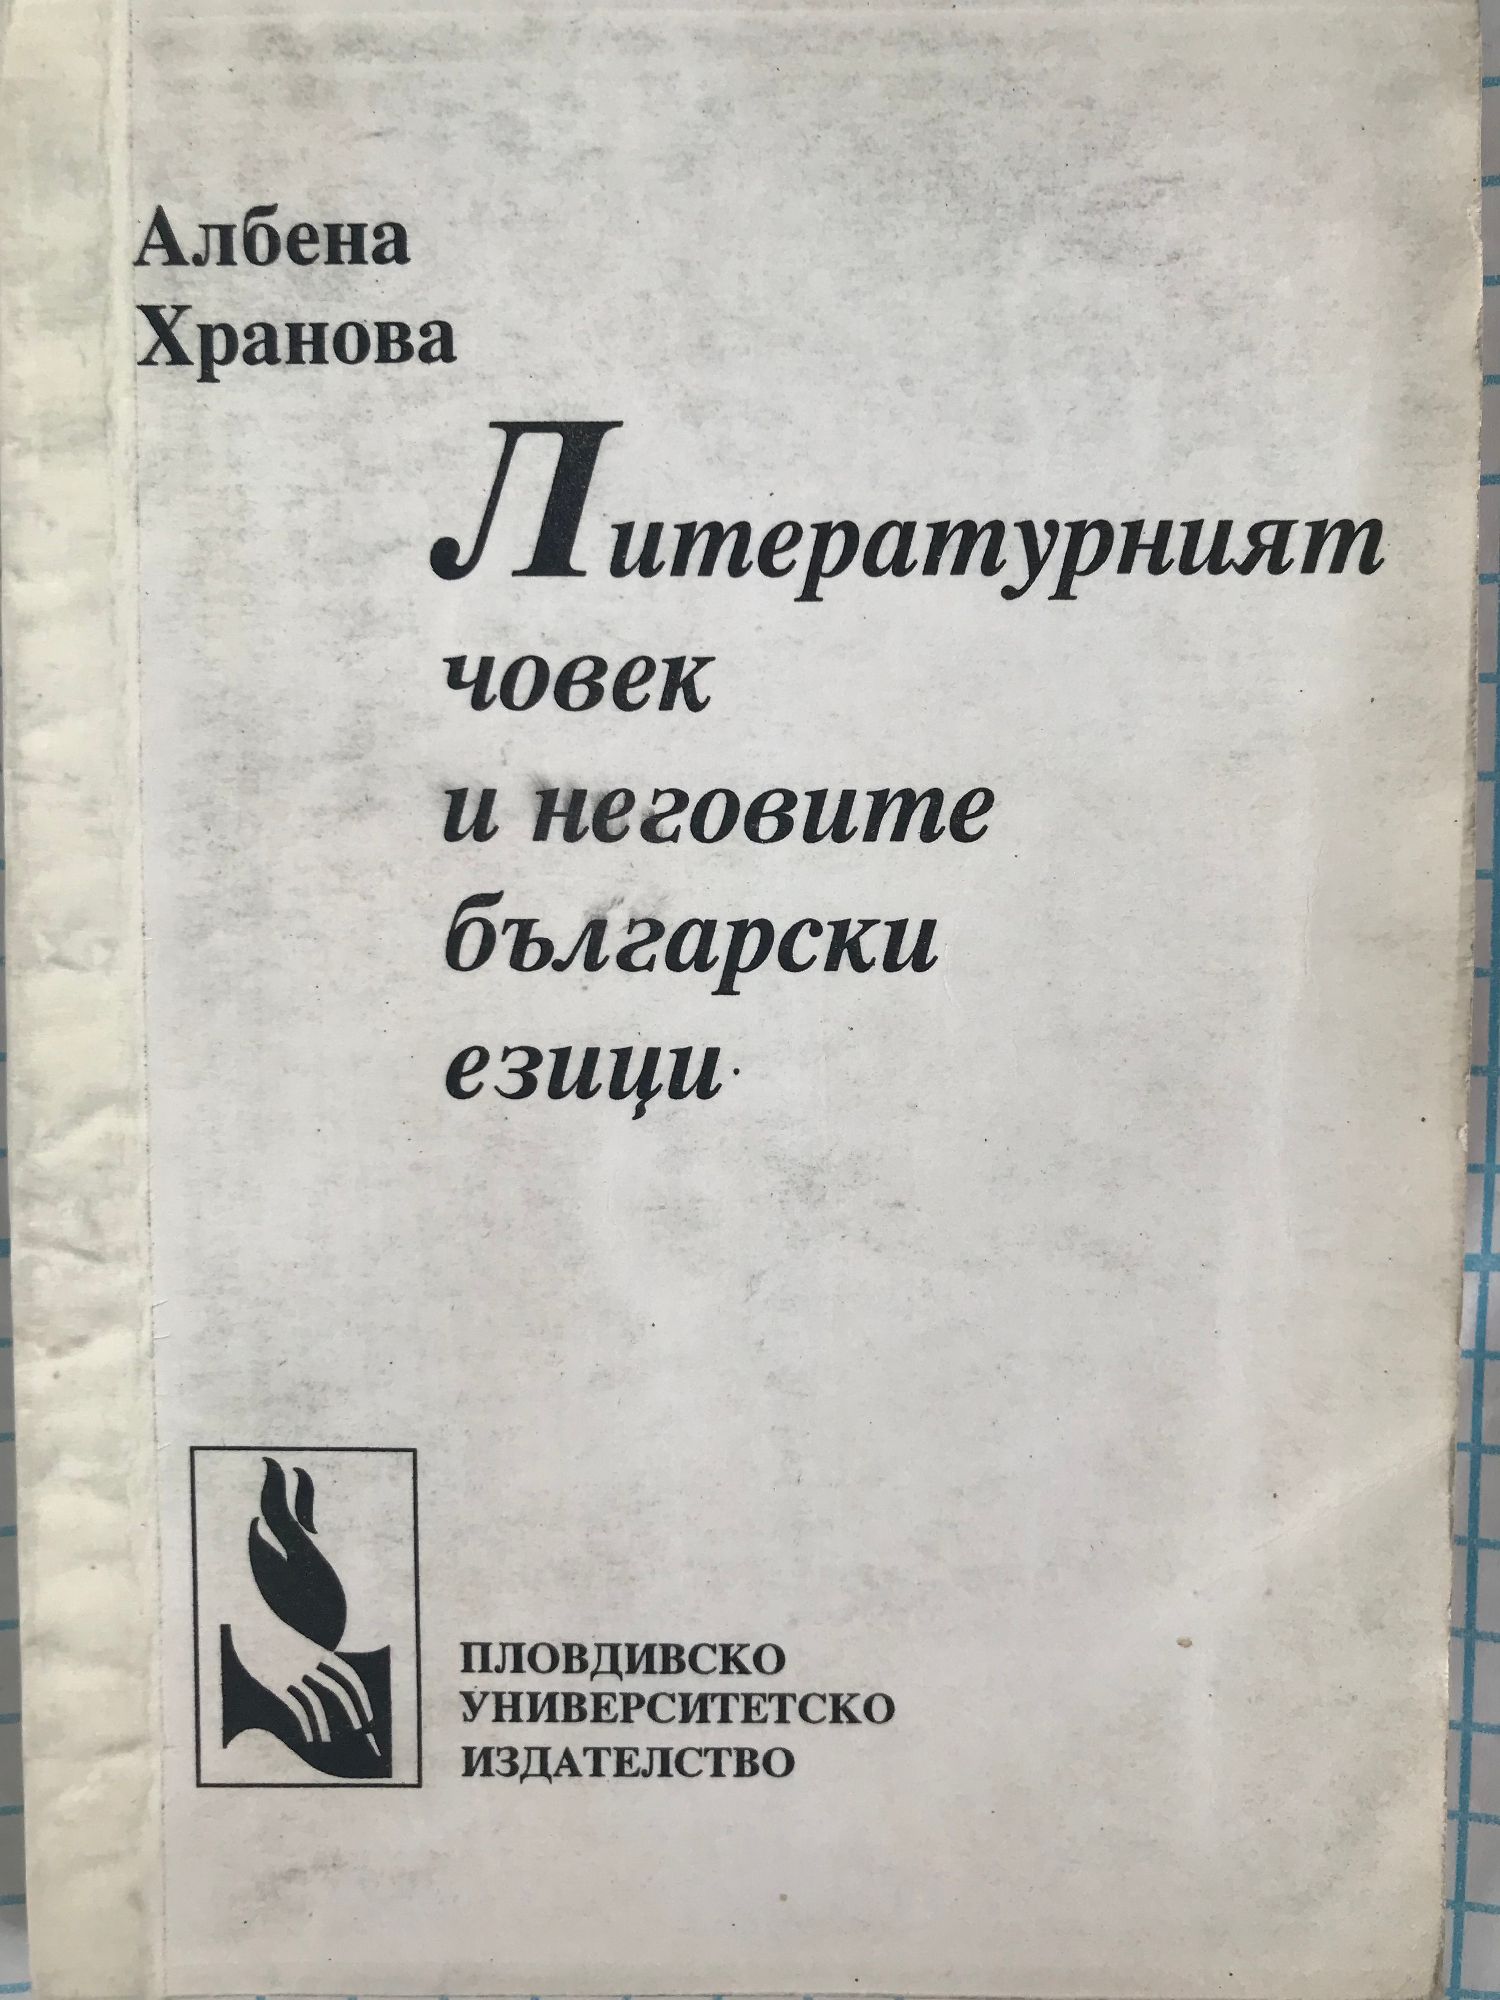 Албена
Хранова
Литературният
човек
и неговите
български
езици
ПЛОВДИВСКО
УНИВЕРСИТЕТСКО
ИЗДАТЕЛСТВО